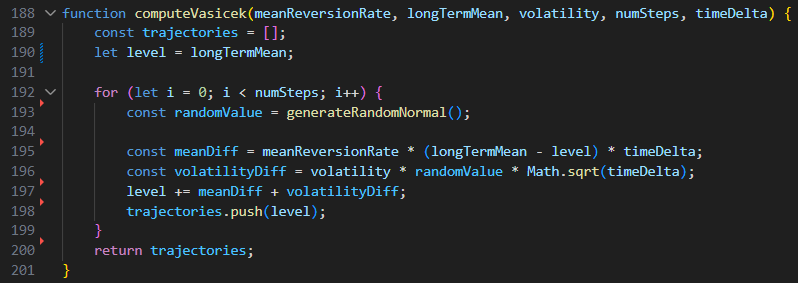 188 function computeVasicek(meanReversionRate, longTermMean, volatility, numSteps, timeDelta) {
189     const trajectories = [];
190     let level = longTermMean;
191
192     for (let i = 0; i < numSteps; i++) {
193         const randomValue = generateRandomNormal();
194
195         const meanDiff = meanReversionRate * (longTermMean - level) * timeDelta;
196         const volatilityDiff = volatility * randomValue * Math.sqrt(timeDelta);
197         level += meanDiff + volatilityDiff;
198         trajectories.push(level);
199     }
200     return trajectories;
201 }